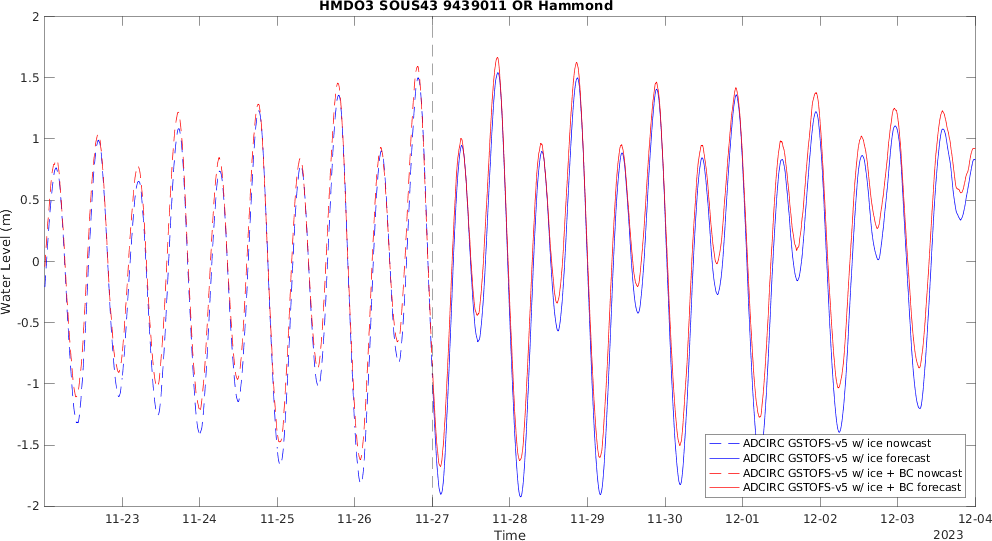 HMDO3 SOUS43 9439011 OR Hammond
2
1.5
1
0.5
0
-0.5
-1
-1.5
-2
Water Level (m)
ADCIRC GSTOFS-v5 w/ ice nowcast
ADCIRC GSTOFS-v5 w/ ice forecast
ADCIRC GSTOFS-v5 w/ ice + BC nowcast
ADCIRC GSTOFS-v5 w/ ice + BC forecast
11-23 11-24 11-25 11-26 11-27 11-28 11-29 11-30 12-01 12-02 12-03 12-04
Time
2023